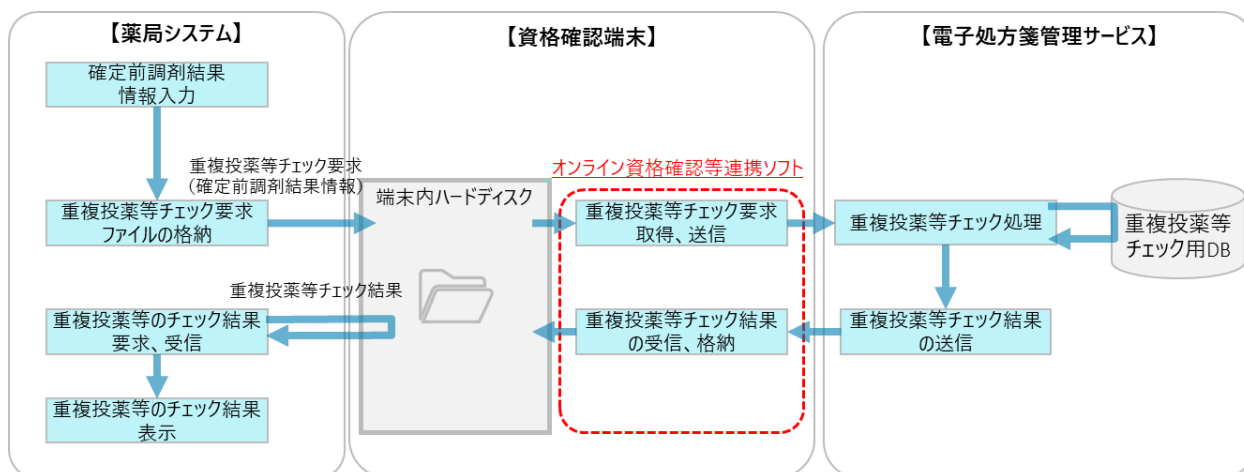 【薬局システム】
確定前調剤結果
情報入力
重複投薬等チェック要求
(確定前調剤結果情報)
重複投薬等チェック要求
ファイルの格納
重複投薬等チェック結果
重複投薬等のチェック結果
要求、受信
重複投薬等のチェック結果
表示
【資格確認端末】
オンライン資格確認等連携ソフト
端末内ハードディスク
重複投薬等チェック要求
取得、送信
重複投薬等チェック結果
の受信、格納
【電子処方箋管理サービス】
重複投薬等チェック処理
重複投薬等
チェック用DB
重複投薬等チェック結果
の送信